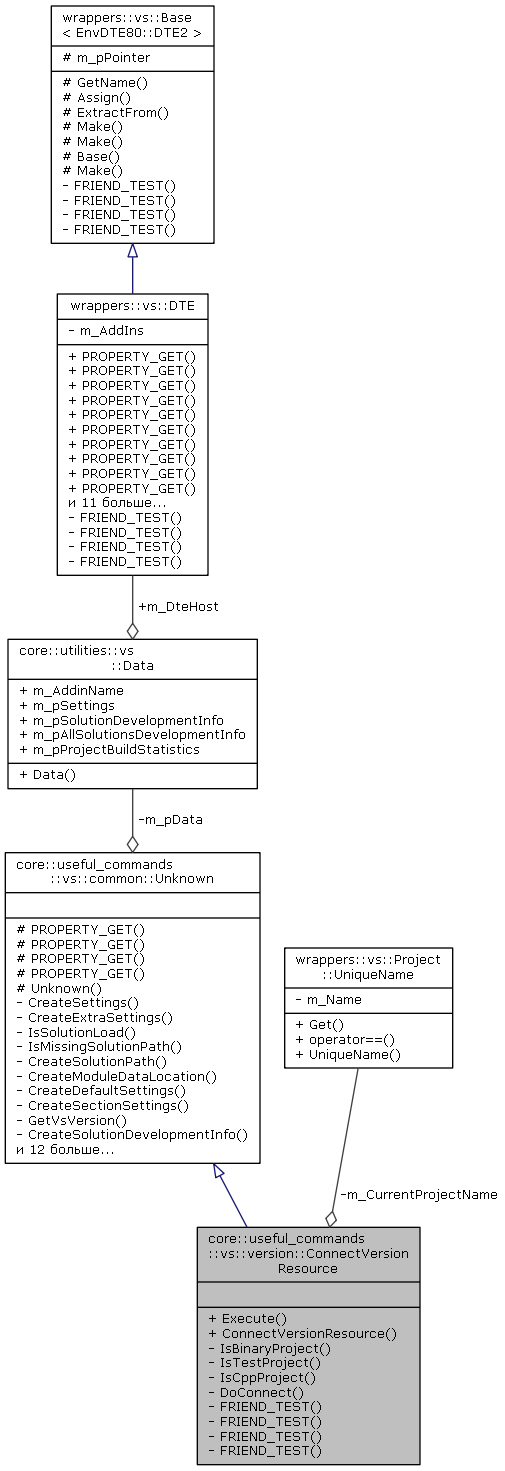 wrappers::vs::Base
< EnvDTE80::DTE2 >
# m_pPointer
# GetName()
# Assign()
# ExtractFrom()
# Make()
# Make()
# Base()
# Make()
- FRIEND_TEST()
- FRIEND_TEST()
- FRIEND_TEST()
- FRIEND_TEST()
wrappers::vs::DTE
- m_AddIns
+ PROPERTY_GET()
+ PROPERTY_GET()
+ PROPERTY_GET()
+ PROPERTY_GET()
+ PROPERTY_GET()
+ PROPERTY_GET()
+ PROPERTY_GET()
+ PROPERTY_GET()
+ PROPERTY_GET()
+ PROPERTY_GET()
и 11 больше...
- FRIEND_TEST()
- FRIEND_TEST()
- FRIEND_TEST()
- FRIEND_TEST()
+m_DteHost
core::utilities::vs
::Data
+ m_AddinName
+ m_pSettings
+ m_pSolutionDevelopmentInfo
+ m_pAllSolutionsDevelopmentInfo
+ m_pProjectBuildStatistics
+ Data()
-m_pData
core::useful_commands
::vs::common::Unknown
# PROPERTY_GET()
# PROPERTY_GET()
# PROPERTY_GET()
# PROPERTY_GET()
# Unknown()
- CreateSettings()
- CreateExtraSettings()
- IsSolutionLoad()
- IsMissingSolutionPath()
- CreateSolutionPath()
- CreateModuleDataLocation()
- CreateDefaultSettings()
- CreateSectionSettings()
- GetVsVersion()
- CreateSolutionDevelopmentInfo()
и 12 больше...
wrappers::vs::Project
::UniqueName
- m_Name
+ Get()
+ operator==()
+ UniqueName()
-m_CurrentProjectName
core::useful_commands
::vs::version::ConnectVersion
Resource
+ Execute()
+ ConnectVersionResource()
- IsBinaryProject()
- IsTestProject()
- IsCppProject()
- DoConnect()
- FRIEND_TEST()
- FRIEND_TEST()
- FRIEND_TEST()
- FRIEND_TEST()